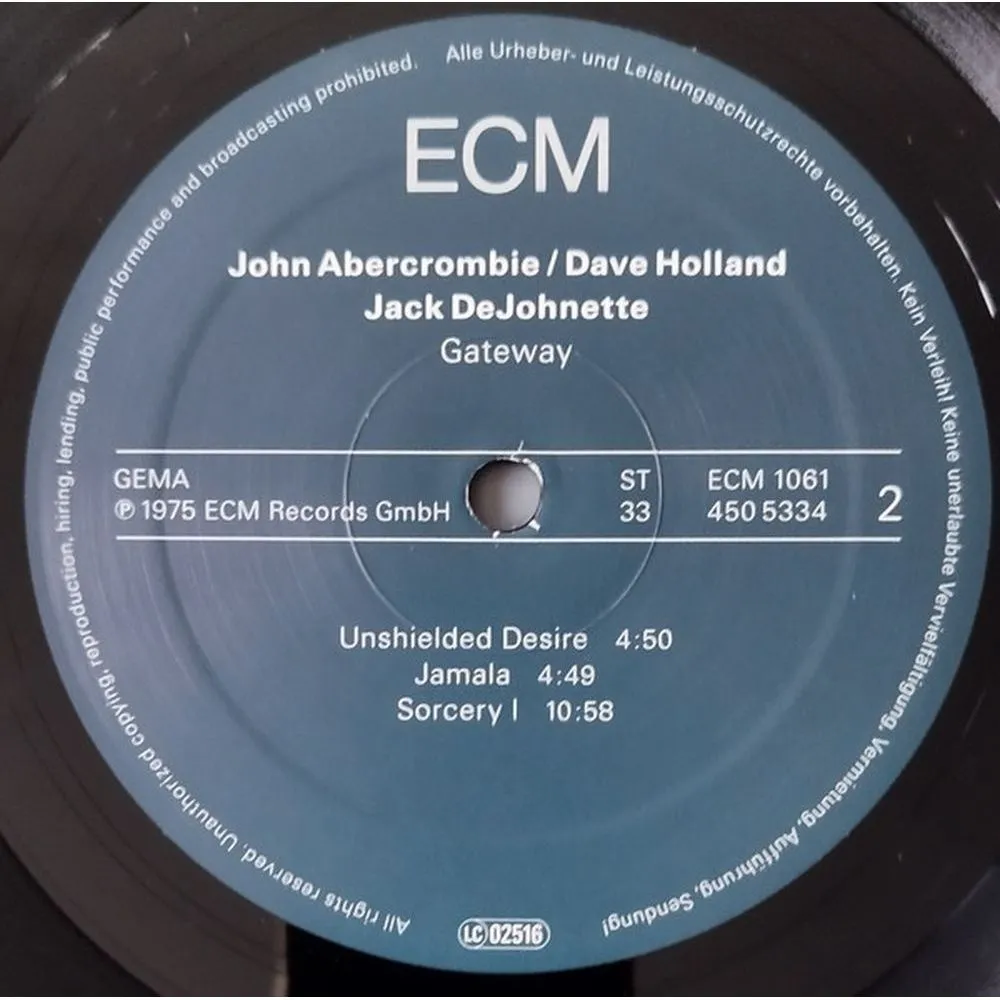 All rights reserved. Unauthorized copying, reproduction, hiring, lending, public performance and broadcasting prohibited.
Alle Urheber- und Leistungsschutzrechte vorbehalten. Kein Verleih! Keine unerlaubte Vervielfältigung, Vermietung, Aufführung, Sendung!
ECM
John Abercrombie / Dave Holland
Jack DeJohnette
Gateway
GEMA ST ECM 1061
℗ 1975 ECM Records GmbH 33 450 5334 2
Unshielded Desire 4:50
Jamala 4:49
Sorcery I 10:58
LC 02516